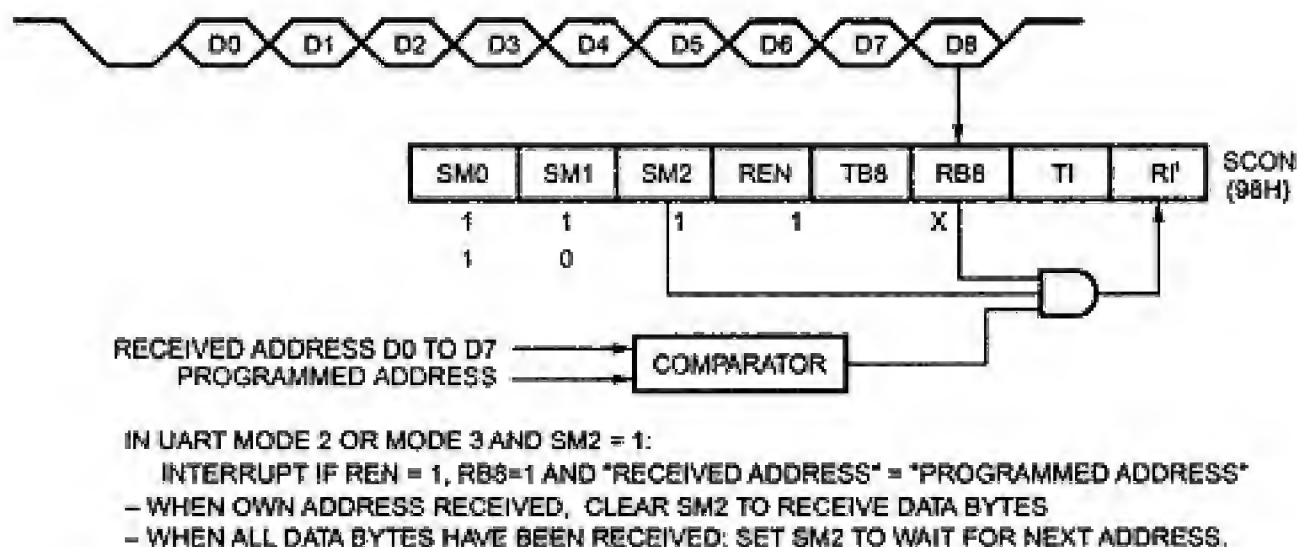 D0 D1 D2 D3 D4 D5 D6 D7 D8
SM0 SM1 SM2 REN TB8 RB8 TI RI
SCON
(98H)
1 1 1 1 X
1 0
RECEIVED ADDRESS D0 TO D7
PROGRAMMED ADDRESS
COMPARATOR
IN UART MODE 2 OR MODE 3 AND SM2 = 1:
INTERRUPT IF REN = 1, RB8=1 AND "RECEIVED ADDRESS" = "PROGRAMMED ADDRESS"
– WHEN OWN ADDRESS RECEIVED, CLEAR SM2 TO RECEIVE DATA BYTES
– WHEN ALL DATA BYTES HAVE BEEN RECEIVED: SET SM2 TO WAIT FOR NEXT ADDRESS.